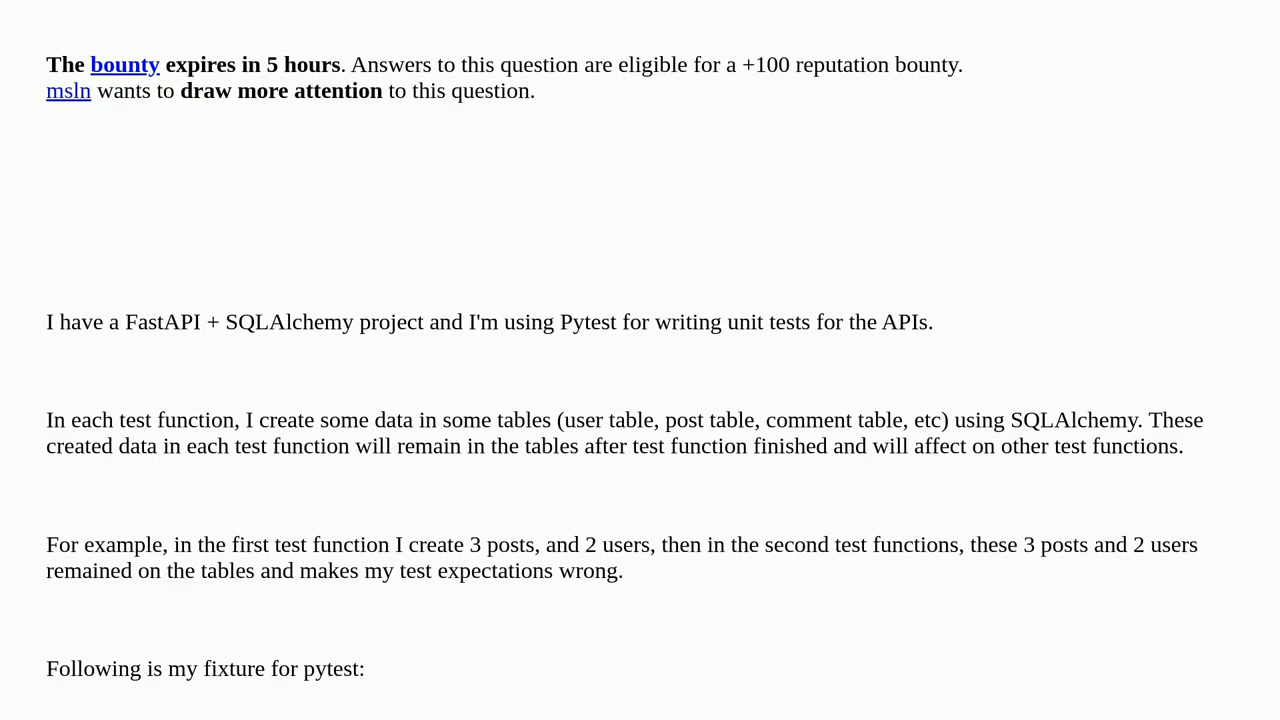 The bounty expires in 5 hours. Answers to this question are eligible for a +100 reputation bounty.
msln wants to draw more attention to this question.
I have a FastAPI + SQLAlchemy project and I'm using Pytest for writing unit tests for the APIs.
In each test function, I create some data in some tables (user table, post table, comment table, etc) using SQLAlchemy. These
created data in each test function will remain in the tables after test function finished and will affect on other test functions.
For example, in the first test function I create 3 posts, and 2 users, then in the second test functions, these 3 posts and 2 users
remained on the tables and makes my test expectations wrong.
Following is my fixture for pytest: